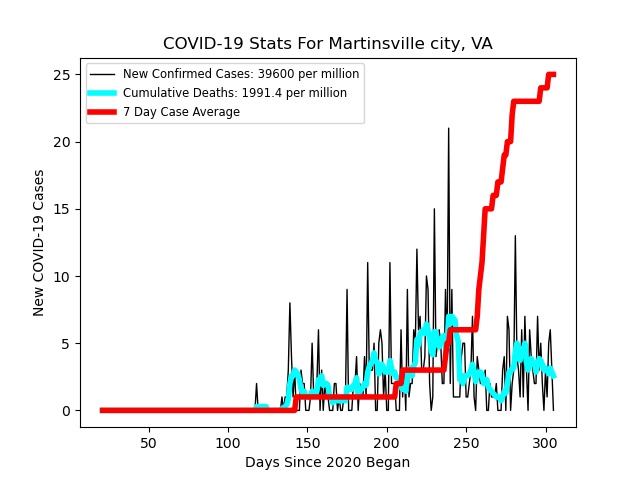 COVID-19 Stats For Martinsville city, VA
New Confirmed Cases: 39600 per million
Cumulative Deaths: 1991.4 per million
7 Day Case Average
New COVID-19 Cases
25
20
15
10
5
0
50 100 150 200 250 300
Days Since 2020 Began